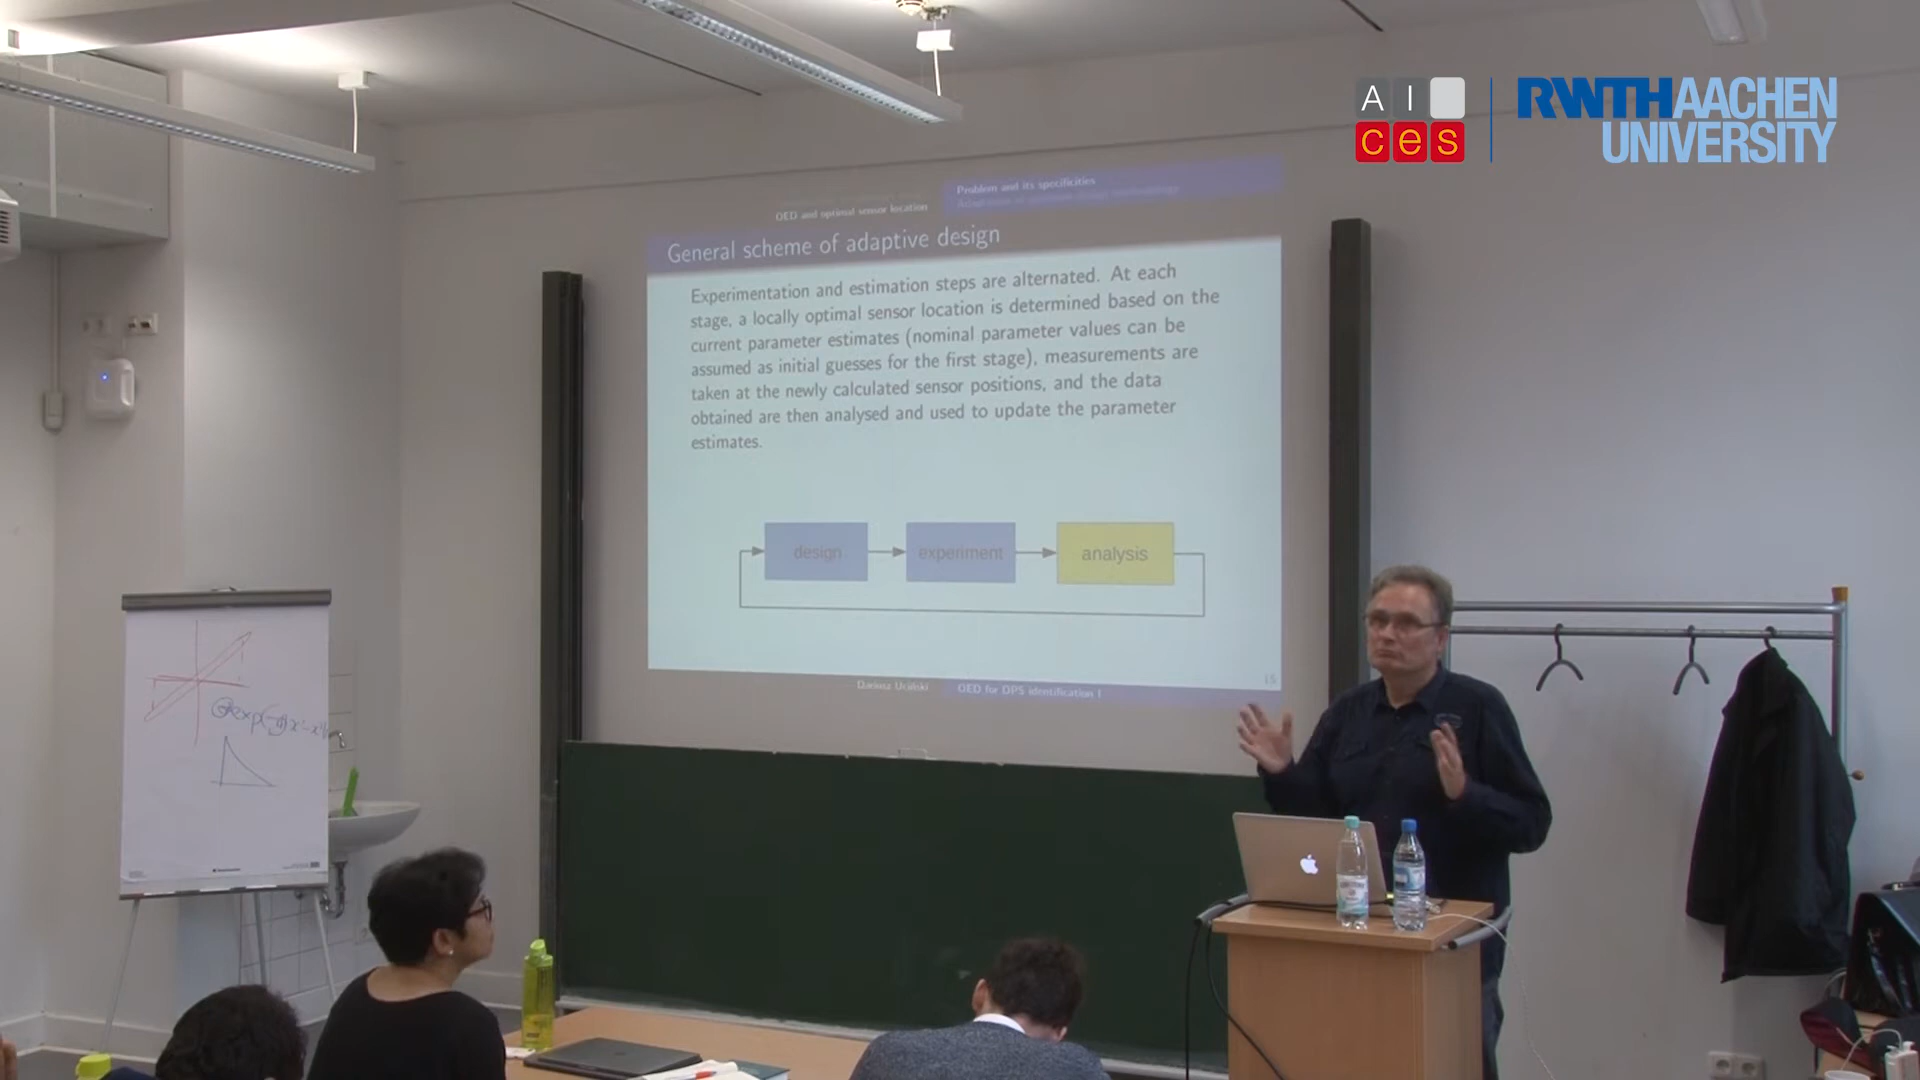 AI
ces
RWTHAACHEN
UNIVERSITY
OED and optimal sensor location
Problem and its specificities
General scheme of adaptive design
Experimentation and estimation steps are alternated. At each
stage, a locally optimal sensor location is determined based on the
current parameter estimates (nominal parameter values can be
assumed as initial guesses for the first stage), measurements are
taken at the newly calculated sensor positions, and the data
obtained are then analysed and used to update the parameter
estimates.
design
experiment
analysis
Dariusz Uciński
OED for DPS identification I
15